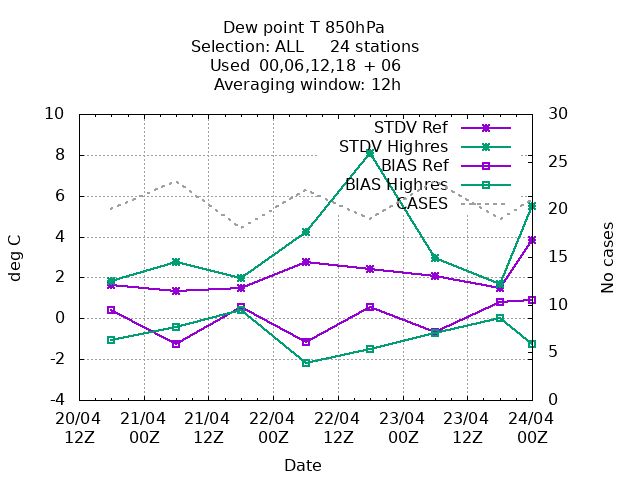 Dew point T 850hPa
Selection: ALL 24 stations
Used 00,06,12,18 + 06
Averaging window: 12h
STDV Ref
STDV Highres
BIAS Ref
BIAS Highres
CASES
deg C
10
8
6
4
2
0
-2
-4
No cases
30
25
20
15
10
5
0
20/04 21/04 21/04 22/04 22/04 23/04 23/04 24/04
12Z 00Z 12Z 00Z 12Z 00Z 12Z 00Z
Date